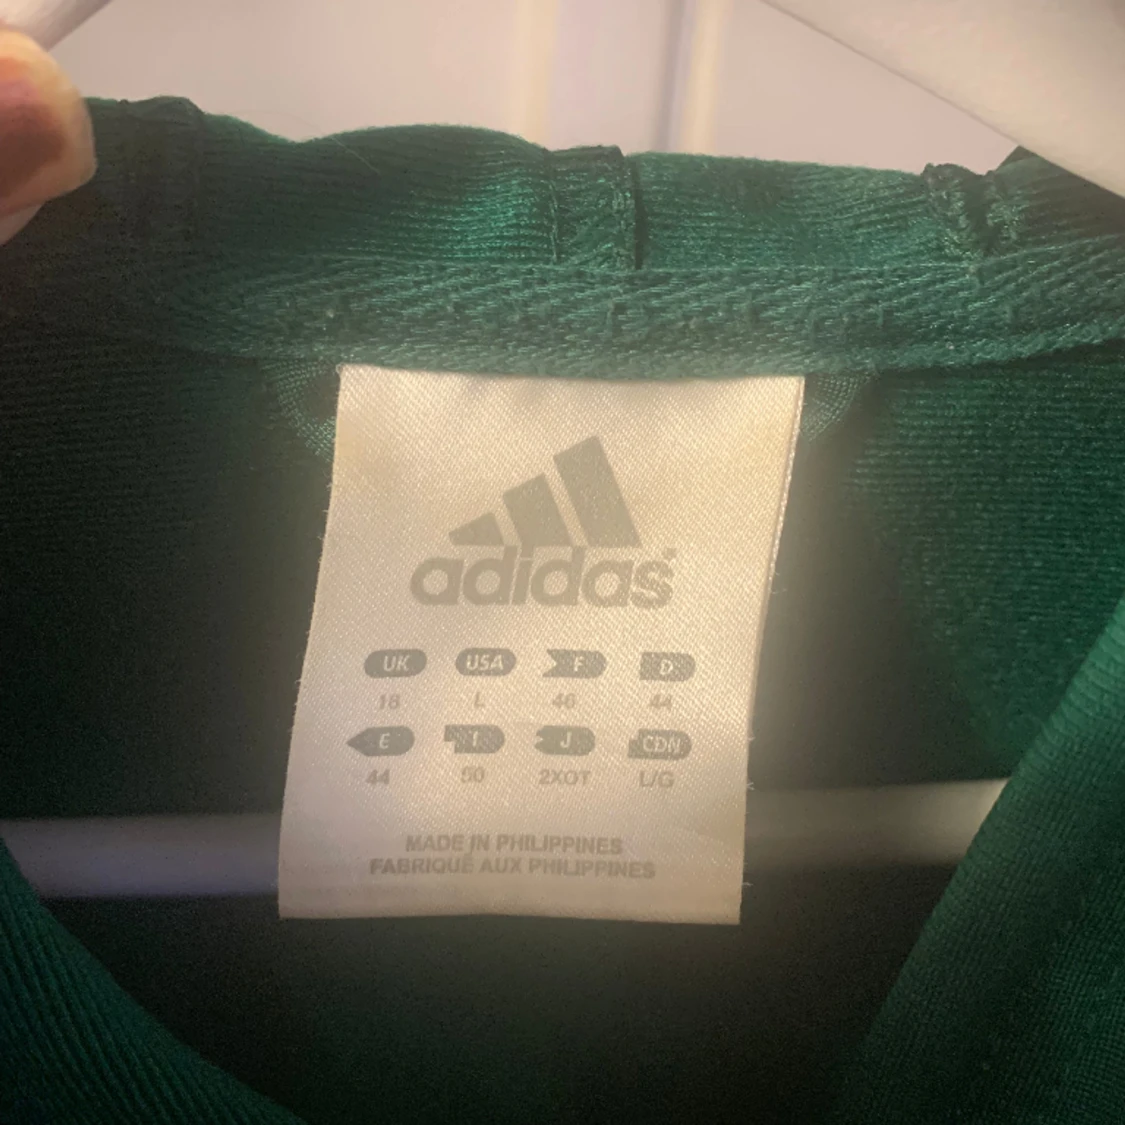 adidas
UK USA F D
18 L 46 44
E I J CDN
44 50 2XOT L/G
MADE IN PHILIPPINES
FABRIQUÉ AUX PHILIPPINES